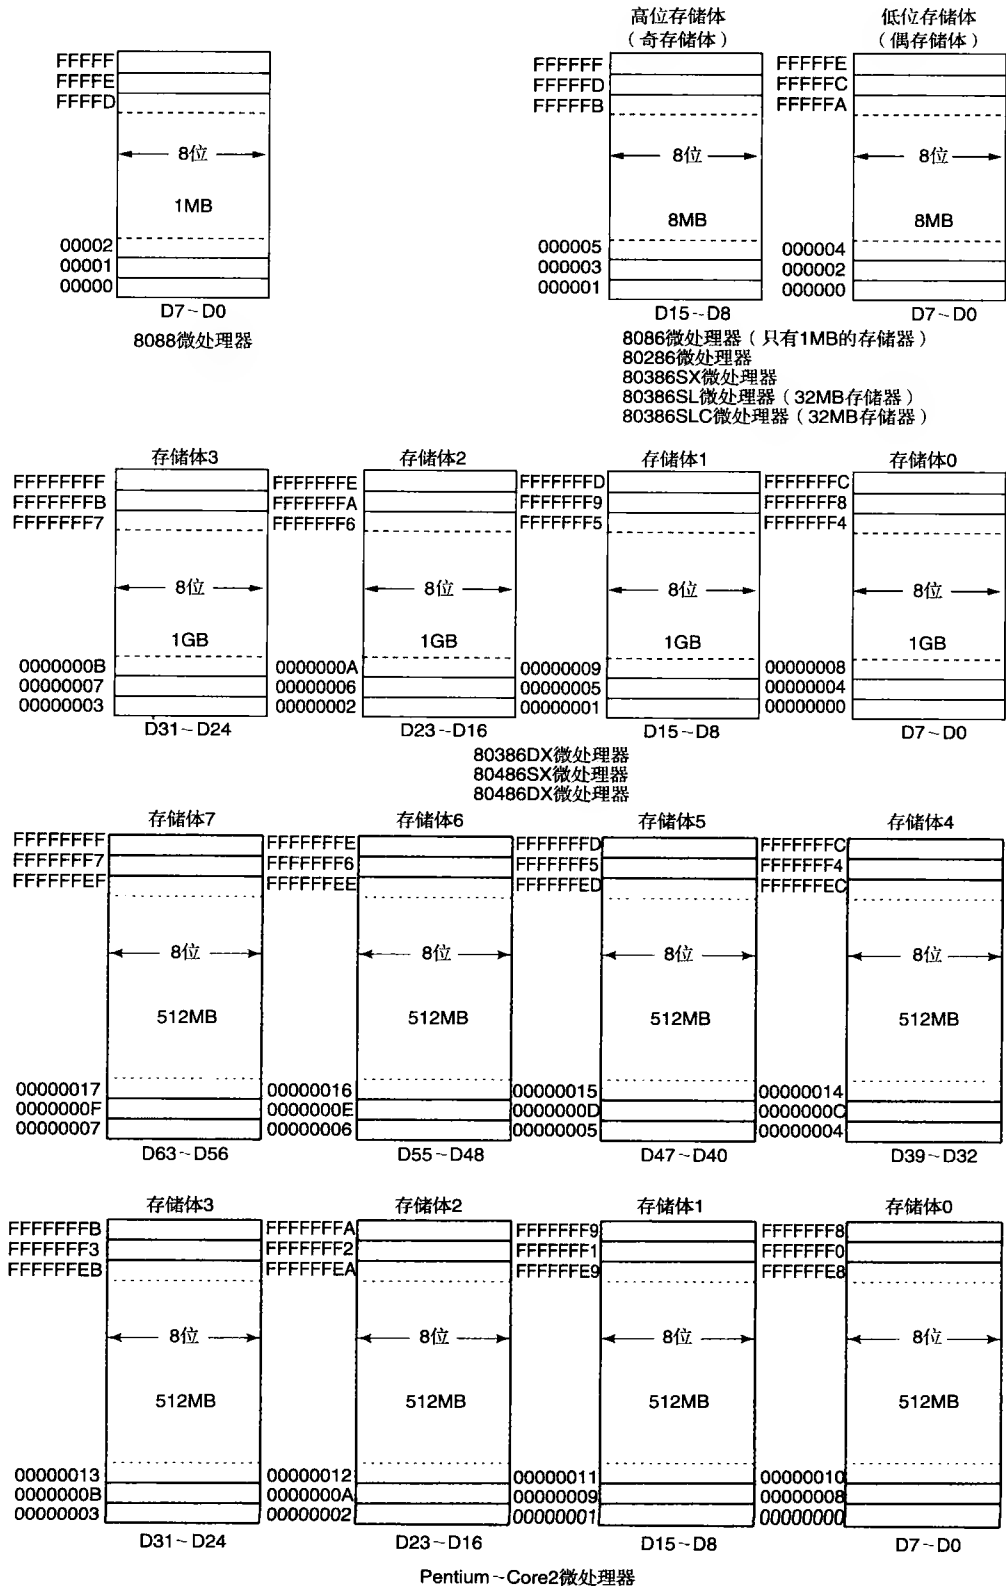 FFFFF
FFFFE
FFFFD
8位
1MB
00002
00001
00000
D7~D0
8088微处理器
高位存储体
（奇存储体）
低位存储体
（偶存储体）
FFFFFF
FFFFFD
FFFFFB
8位
8MB
000005
000003
000001
D15~D8
FFFFFE
FFFFFC
FFFFFA
8位
8MB
000004
000002
000000
D7~D0
8086微处理器（只有1MB的存储器）
80286微处理器
80386SX微处理器
80386SL微处理器（32MB存储器）
80386SLC微处理器（32MB存储器）
存储体3
FFFFFFFF
FFFFFFFB
FFFFFFF7
8位
1GB
0000000B
00000007
00000003
D31~D24
存储体2
FFFFFFFE
FFFFFFFA
FFFFFFF6
8位
1GB
0000000A
00000006
00000002
D23~D16
存储体1
FFFFFFFD
FFFFFFF9
FFFFFFF5
8位
1GB
00000009
00000005
00000001
D15~D8
存储体0
FFFFFFFC
FFFFFFF8
FFFFFFF4
8位
1GB
00000008
00000004
00000000
D7~D0
80386DX微处理器
80486SX微处理器
80486DX微处理器
存储体7
FFFFFFFF
FFFFFFF7
FFFFFFEF
8位
512MB
00000017
0000000F
00000007
D63~D56
存储体6
FFFFFFFE
FFFFFFF6
FFFFFFEE
8位
512MB
00000016
0000000E
00000006
D55~D48
存储体5
FFFFFFFD
FFFFFFF5
FFFFFFED
8位
512MB
00000015
0000000D
00000005
D47~D40
存储体4
FFFFFFFC
FFFFFFF4
FFFFFFEC
8位
512MB
00000014
0000000C
00000004
D39~D32
存储体3
FFFFFFFB
FFFFFFF3
FFFFFFEB
8位
512MB
00000013
0000000B
00000003
D31~D24
存储体2
FFFFFFFA
FFFFFFF2
FFFFFFEA
8位
512MB
00000012
0000000A
00000002
D23~D16
存储体1
FFFFFFF9
FFFFFFF1
FFFFFFE9
8位
512MB
00000011
00000009
00000001
D15~D8
存储体0
FFFFFFF8
FFFFFFF0
FFFFFFE8
8位
512MB
00000010
00000008
00000000
D7~D0
Pentium~Core2微处理器